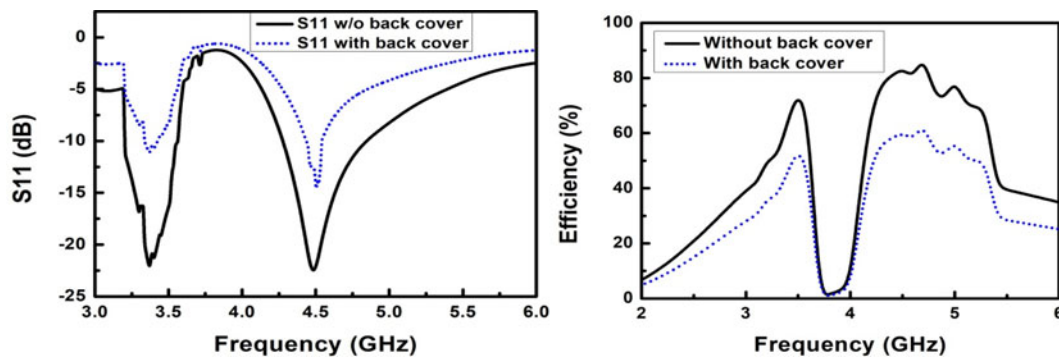 S11 w/o back cover
S11 with back cover
0
-5
-10
-15
-20
-25
S11 (dB)
3.0 3.5 4.0 4.5 5.0 5.5 6.0
Frequency (GHz)
Without back cover
With back cover
100
80
60
40
20
0
Efficiency (%)
2 3 4 5 6
Frequency (GHz)